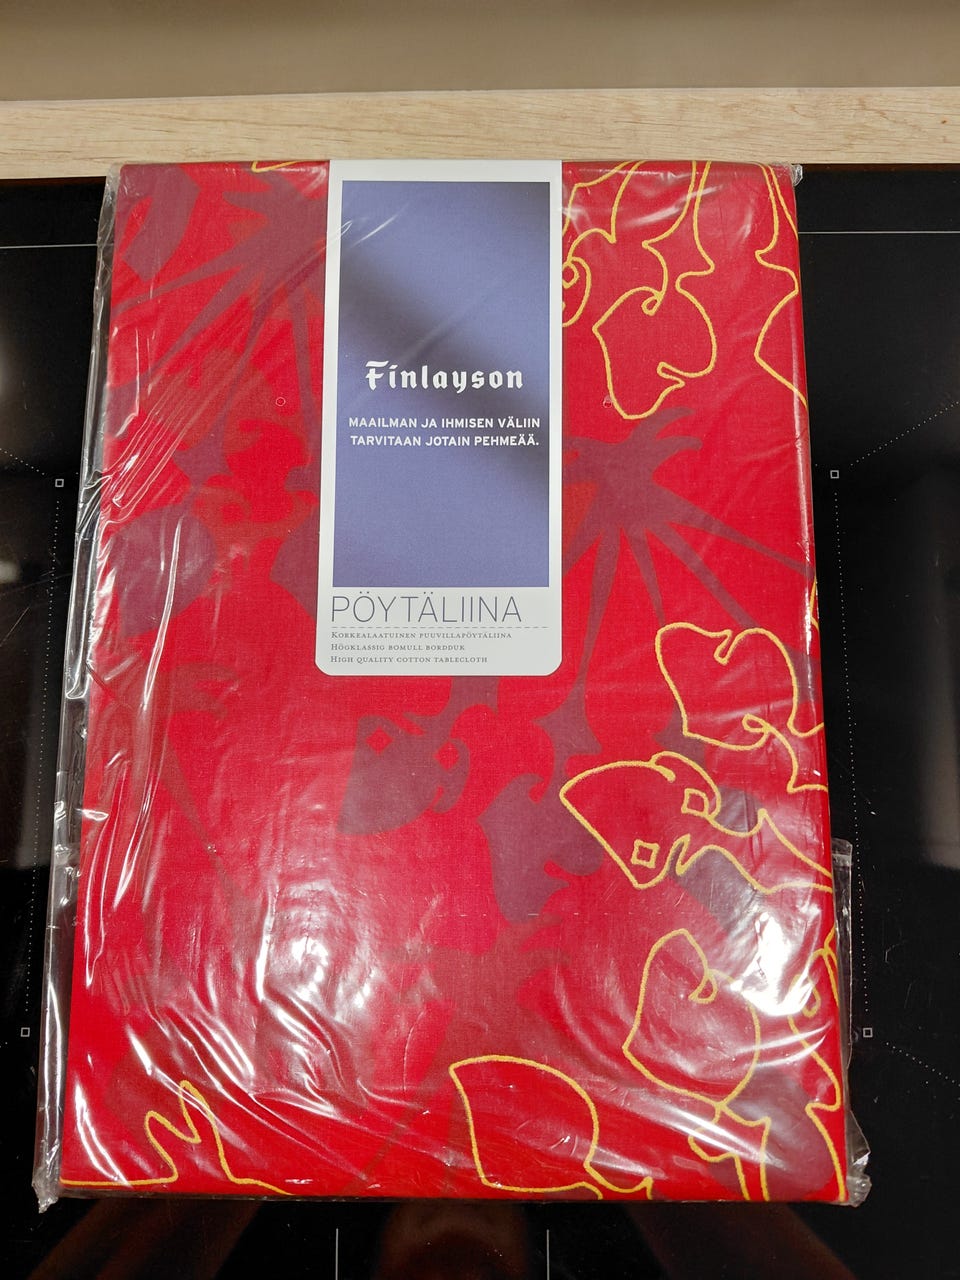 Finlayson
MAAILMAN JA IHMISEN VÄLIIN
TARVITAAN JOTAIN PEHMEÄÄ.
PÖYTÄLIINA
KORKEALAATUINEN PUUVILLAPÖYTÄLIINA
HÖGKLASSIG BOMULL BORDDUK
HIGH QUALITY COTTON TABLECLOTH